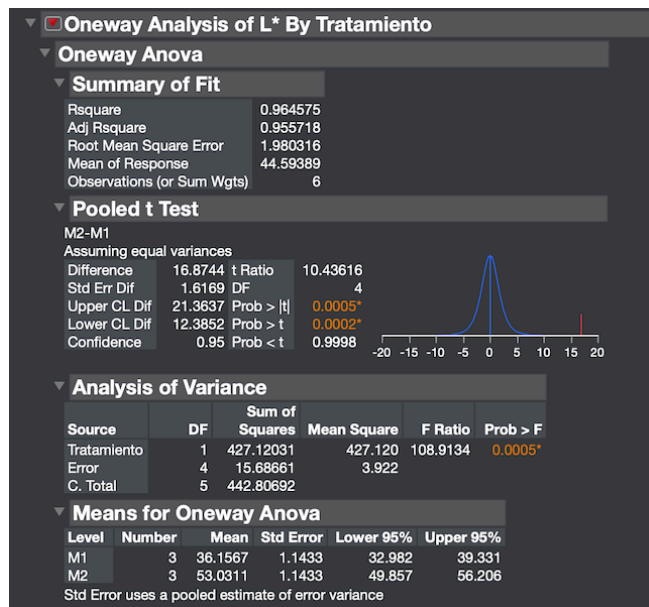 Oneway Analysis of L* By Tratamiento
Oneway Anova
Summary of Fit
Rsquare 0.964575
Adj Rsquare 0.955718
Root Mean Square Error 1.980316
Mean of Response 44.59389
Observations (or Sum Wgts) 6
Pooled t Test
M2-M1
Assuming equal variances
Difference 16.8744 t Ratio 10.43616
Std Err Dif 1.6169 DF 4
Upper CL Dif 21.3637 Prob > |t| 0.0005*
Lower CL Dif 12.3852 Prob > t 0.0002*
Confidence 0.95 Prob < t 0.9998
-20 -15 -10 -5 0 5 10 15 20
Analysis of Variance
Source DF Sum of Squares Mean Square F Ratio Prob > F
Tratamiento 1 427.12031 427.120 108.9134 0.0005*
Error 4 15.68661 3.922
C. Total 5 442.80692
Means for Oneway Anova
Level Number Mean Std Error Lower 95% Upper 95%
M1 3 36.1567 1.1433 32.982 39.331
M2 3 53.0311 1.1433 49.857 56.206
Std Error uses a pooled estimate of error variance